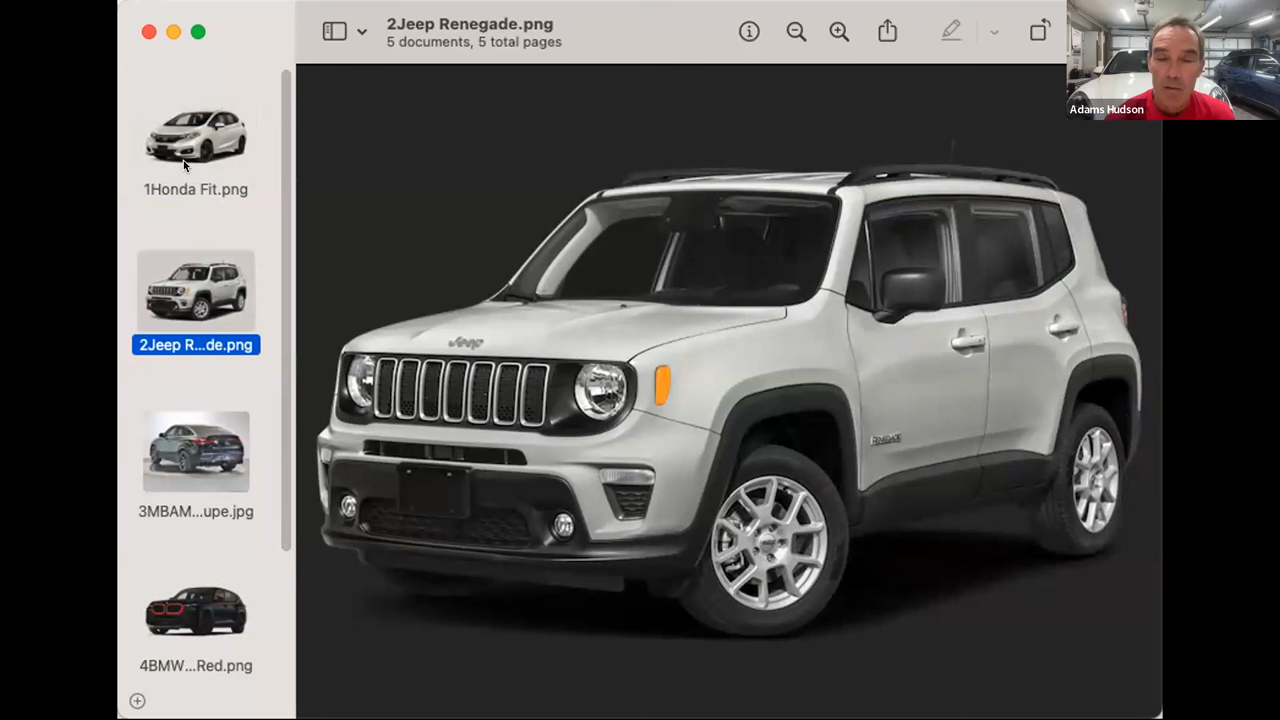 2Jeep Renegade.png
5 documents, 5 total pages
Adams Hudson
1Honda Fit.png
2Jeep R...de.png
3MBAM...upe.jpg
4BMW...Red.png
Jeep
RENEGADE